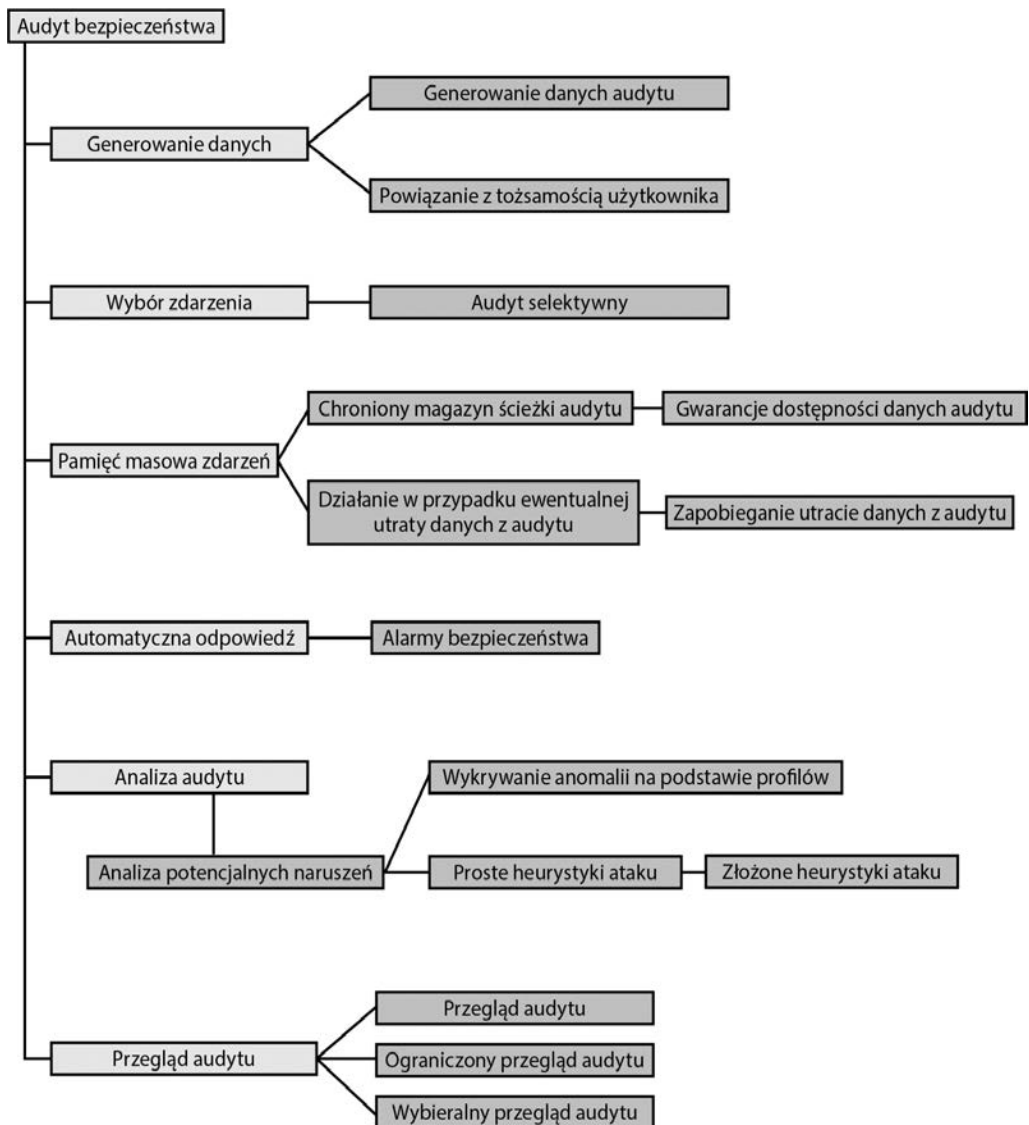 Audyt bezpieczeństwa
Generowanie danych
Generowanie danych audytu
Powiązanie z tożsamością użytkownika
Wybór zdarzenia
Audyt selektywny
Pamięć masowa zdarzeń
Chroniony magazyn ścieżki audytu
Gwarancje dostępności danych audytu
Działanie w przypadku ewentualnej
utraty danych z audytu
Zapobieganie utracie danych z audytu
Automatyczna odpowiedź
Alarmy bezpieczeństwa
Analiza audytu
Analiza potencjalnych naruszeń
Wykrywanie anomalii na podstawie profilów
Proste heurystyki ataku
Złożone heurystyki ataku
Przegląd audytu
Przegląd audytu
Ograniczony przegląd audytu
Wybieralny przegląd audytu